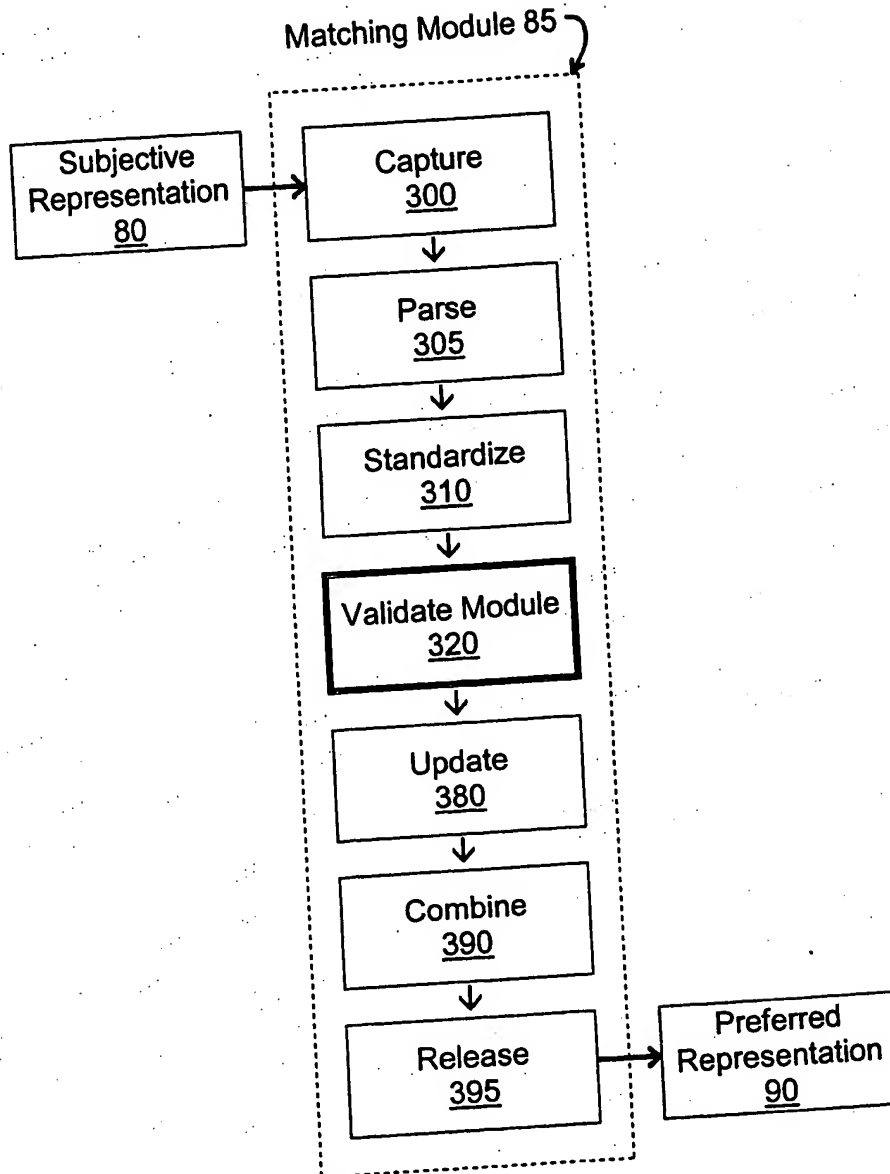 Matching Module 85
Subjective
Representation
80
Capture
300
Parse
305
Standardize
310
Validate Module
320
Update
380
Combine
390
Release
395
Preferred
Representation
90